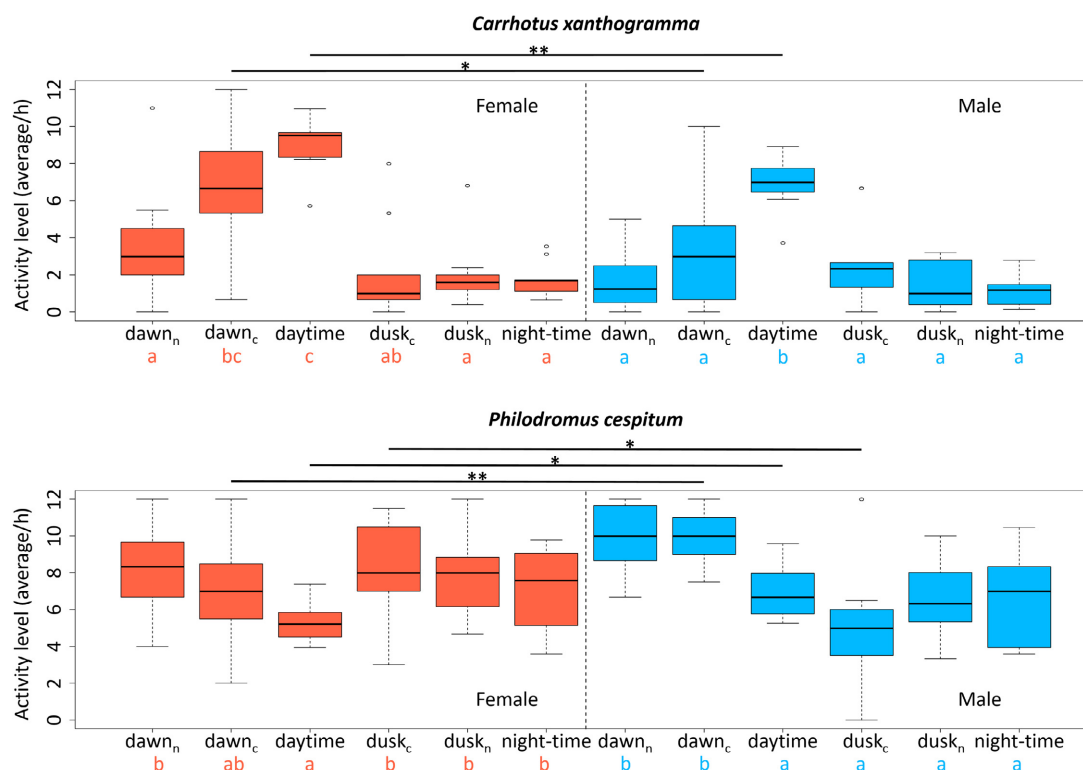 Carrhotus xanthogramma
**
*
Activity level (average/h)
12
10
8
6
4
2
0
Female
Male
dawnn dawnc daytime duskc duskn night-time dawnn dawnc daytime duskc duskn night-time
a bc c ab a a a a b a a a
Philodromus cespitum
*
*
**
Activity level (average/h)
12
10
8
6
4
2
0
Female
Male
dawnn dawnc daytime duskc duskn night-time dawnn dawnc daytime duskc duskn night-time
b ab a b b b b b a a a a